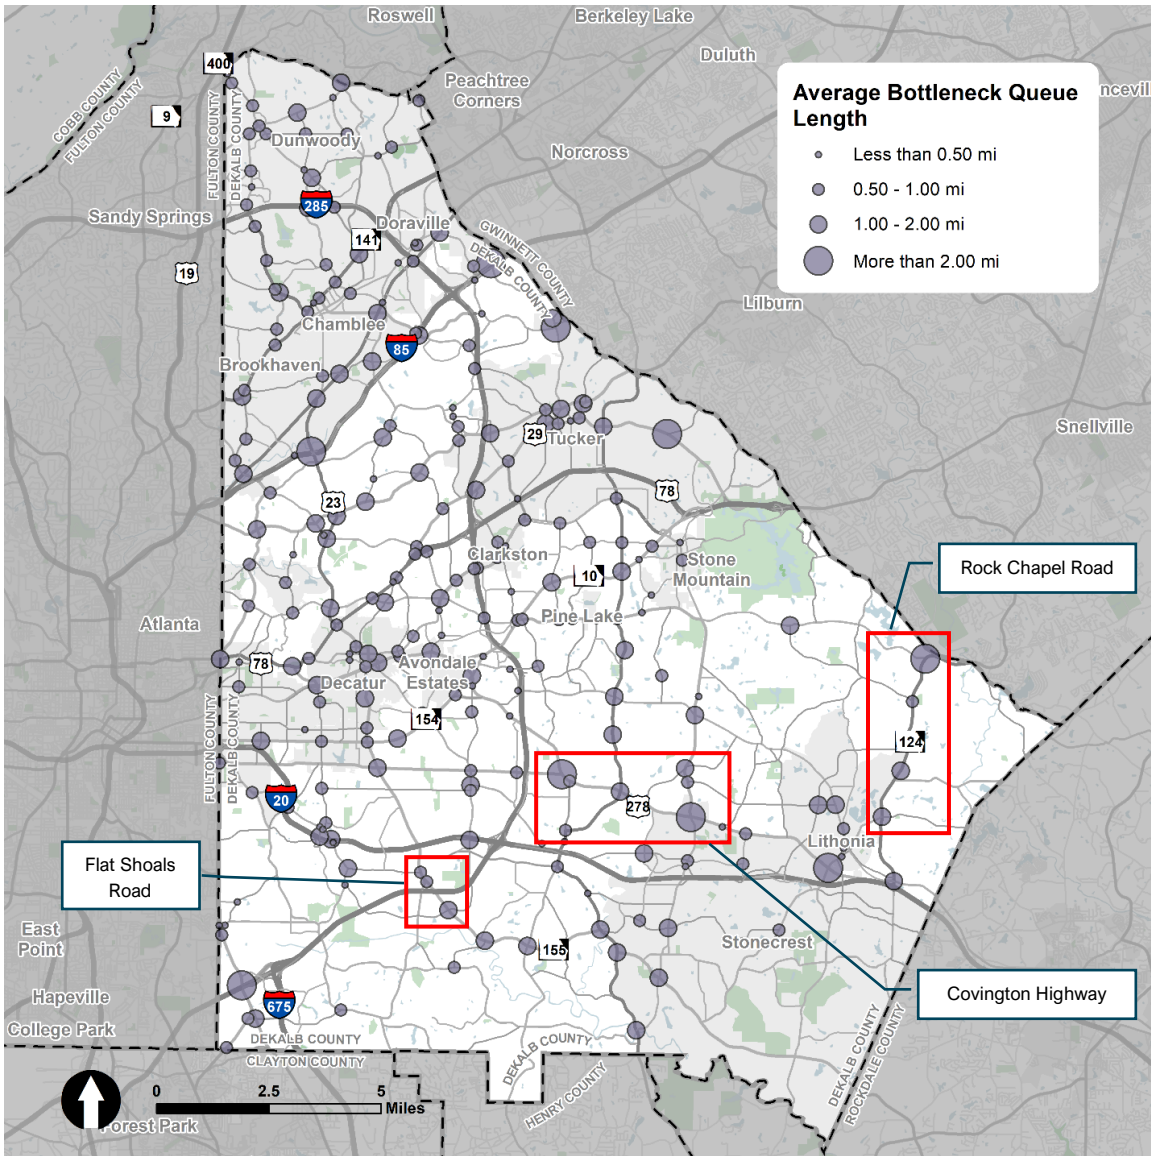 Roswell
Berkeley Lake
400
Duluth
COBB COUNTY
FULTON COUNTY
Peachtree
Corners
9
FULTON COUNTY
DEKALB COUNTY
Dunwoody
Norcross
Average Bottleneck Queue
Length
Less than 0.50 mi
0.50 - 1.00 mi
1.00 - 2.00 mi
More than 2.00 mi
285
Sandy Springs
Doraville
141
GWINNETT COUNTY
DEKALB COUNTY
19
Lilburn
Chamblee
85
Brookhaven
Snellville
29
Tucker
78
23
Clarkston
Stone
Mountain
10
Rock Chapel Road
Pine Lake
Atlanta
78
Avondale
Estates
Decatur
154
124
FULTON COUNTY
DEKALB COUNTY
20
278
Lithonia
Flat Shoals
Road
East
Point
155
Stonecrest
Hapeville
675
Covington Highway
College Park
DEKALB COUNTY
CLAYTON COUNTY
DEKALB COUNTY
HENRY COUNTY
DEKALB COUNTY
ROCKDALE COUNTY
0 2.5 5
Miles
Forest Park